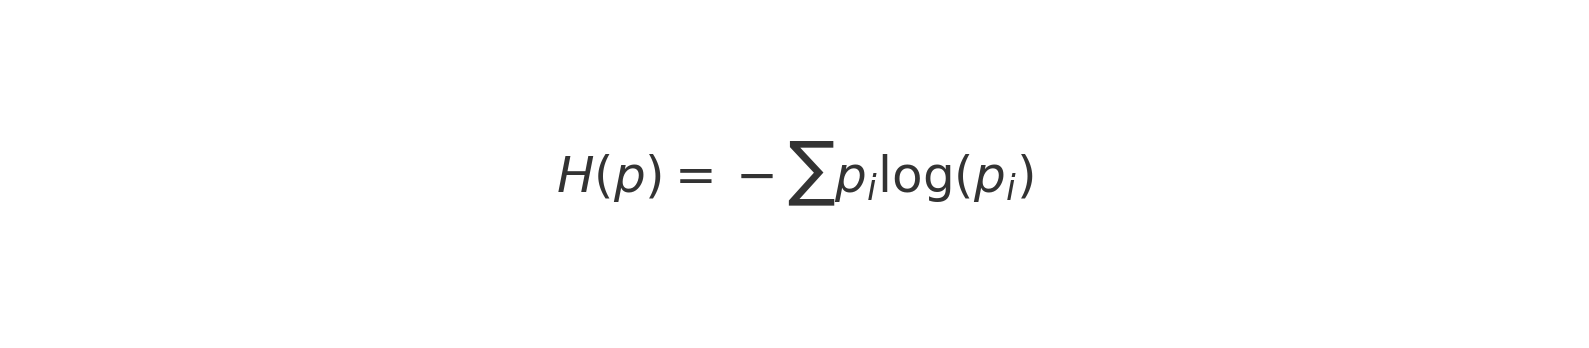 H(p) = −∑pᵢlog(pᵢ)